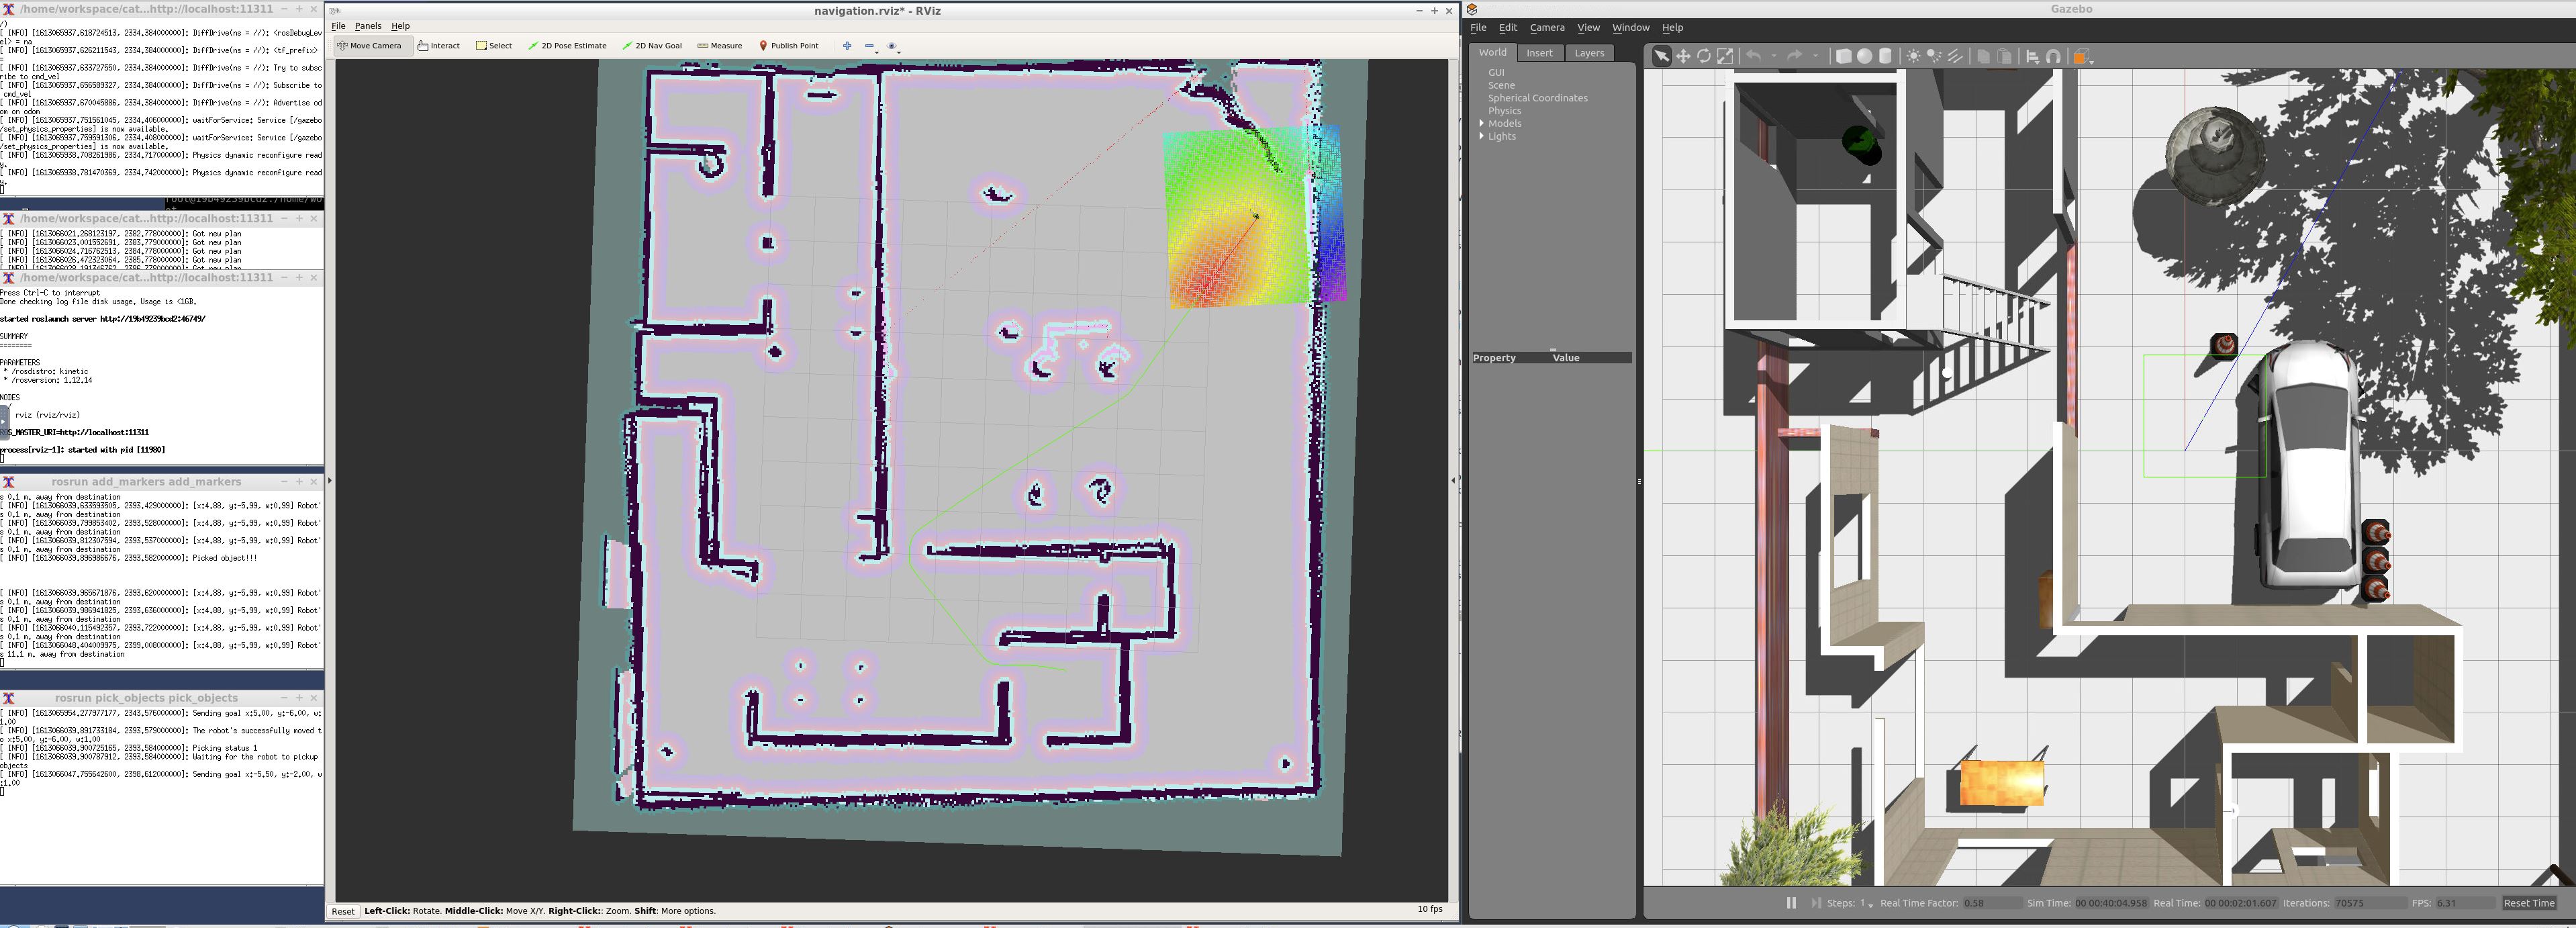 /home/workspace/cat...http://localhost:11311
/)
[ INFO] [1613065937.618724513, 2334.384000000]: DiffDrive(ns = //): <rosDebugLev
el> = na
[ INFO] [1613065937.626211543, 2334.384000000]: DiffDrive(ns = //): <tf_prefix>
=
[ INFO] [1613065937.633727550, 2334.384000000]: DiffDrive(ns = //): Try to subsc
ribe to cmd_vel
[ INFO] [1613065937.656589327, 2334.384000000]: DiffDrive(ns = //): Subscribe to
cmd_vel
[ INFO] [1613065937.670045886, 2334.384000000]: DiffDrive(ns = //): Advertise od
om on odom
[ INFO] [1613065937.751561045, 2334.406000000]: waitForService: Service [/gazebo
/set_physics_properties] is now available.
[ INFO] [1613065937.759591306, 2334.408000000]: waitForService: Service [/gazebo
/set_physics_properties] is now available.
[ INFO] [1613065938.708261986, 2334.717000000]: Physics dynamic reconfigure read
y.
[ INFO] [1613065938.781470369, 2334.742000000]: Physics dynamic reconfigure read
y.
/home/workspace/cat...http://localhost:11311
[ INFO] [1613066021.268123197, 2382.778000000]: Got new plan
[ INFO] [1613066023.001552691, 2383.779000000]: Got new plan
[ INFO] [1613066024.716762513, 2384.778000000]: Got new plan
[ INFO] [1613066026.472323064, 2385.778000000]: Got new plan
[ INFO] [1613066028.191346762, 2386.778000000]: Got new plan
/home/workspace/cat...http://localhost:11311
Press Ctrl-C to interrupt
Done checking log file disk usage. Usage is <1GB.
started roslaunch server http://19b49239bcd2:46749/
SUMMARY
========
PARAMETERS
* /rosdistro: kinetic
* /rosversion: 1.12.14
NODES
/
rviz (rviz/rviz)
ROS_MASTER_URI=http://localhost:11311
process[rviz-1]: started with pid [11980]
rosrun add_markers add_markers
s 0.1 m. away from destination
[ INFO] [1613066039.633593505, 2393.429000000]: [x:4.88, y:-5.99, w:0.99] Robot'
s 0.1 m. away from destination
[ INFO] [1613066039.799853402, 2393.528000000]: [x:4.88, y:-5.99, w:0.99] Robot'
s 0.1 m. away from destination
[ INFO] [1613066039.812307594, 2393.537000000]: [x:4.88, y:-5.99, w:0.99] Robot'
s 0.1 m. away from destination
[ INFO] [1613066039.896986676, 2393.582000000]: Picked object!!!
[ INFO] [1613066039.965671876, 2393.620000000]: [x:4.88, y:-5.99, w:0.99] Robot'
s 0.1 m. away from destination
[ INFO] [1613066039.986941825, 2393.636000000]: [x:4.88, y:-5.99, w:0.99] Robot'
s 0.1 m. away from destination
[ INFO] [1613066040.115492357, 2393.722000000]: [x:4.88, y:-5.99, w:0.99] Robot'
s 0.1 m. away from destination
[ INFO] [1613066048.404009975, 2399.008000000]: [x:4.88, y:-5.99, w:0.99] Robot'
s 11.1 m. away from destination
rosrun pick_objects pick_objects
[ INFO] [1613065954.277977177, 2343.576000000]: Sending goal x:5.00, y:-6.00, w:
1.00
[ INFO] [1613066039.891733184, 2393.579000000]: The robot's successfully moved t
o x:5.00, y:-6.00, w:1.00
[ INFO] [1613066039.900725165, 2393.584000000]: Picking status 1
[ INFO] [1613066039.900787912, 2393.584000000]: Waiting for the robot to pickup
objects
[ INFO] [1613066047.755642600, 2398.612000000]: Sending goal x:-5.50, y:-2.00, w
:1.00
navigation.rviz* - RViz
File Panels Help
Move Camera Interact Select 2D Pose Estimate 2D Nav Goal Measure Publish Point
Reset Left-Click: Rotate. Middle-Click: Move X/Y. Right-Click:: Zoom. Shift: More options. 10 fps
Gazebo
File Edit Camera View Window Help
World Insert Layers
GUI
Scene
Spherical Coordinates
Physics
Models
Lights
Property Value
Steps: 1 Real Time Factor: 0.58 Sim Time: 00 00:40:04.958 Real Time: 00 00:02:01.607 Iterations: 70575 FPS: 6.31 Reset Time